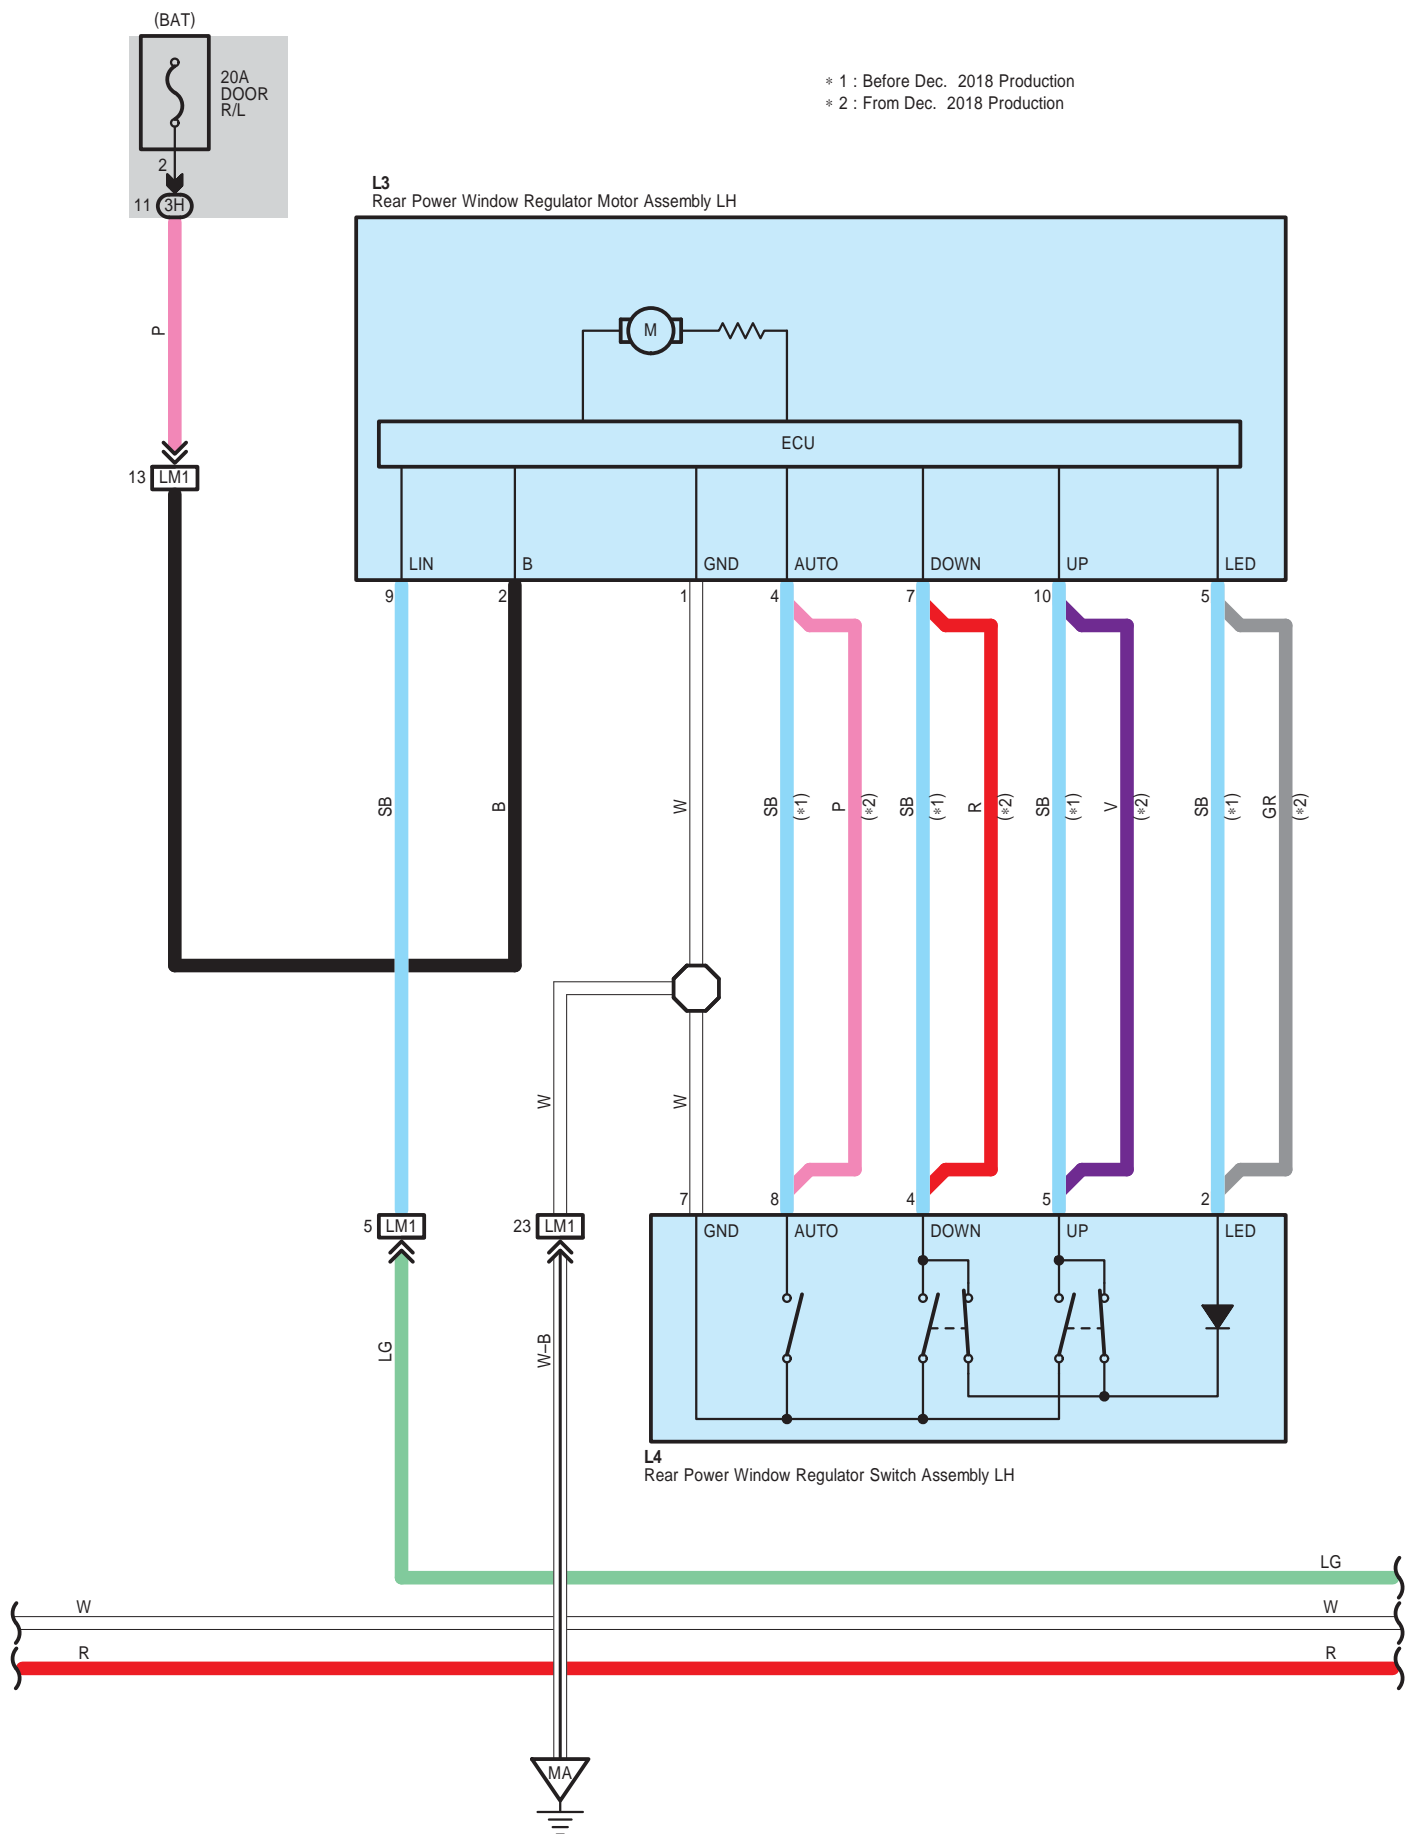 (BAT)
20A
DOOR
R/L
2
11 3H
∗ 1 : Before Dec. 2018 Production
∗ 2 : From Dec. 2018 Production
L3
Rear Power Window Regulator Motor Assembly LH
M
P
ECU
13 LM1
LIN B GND AUTO DOWN UP LED
9 2 1 4 7 10 5
SB B W SB (∗1) P (∗2) SB (∗1) R (∗2) SB (∗1) V (∗2) SB (∗1) GR (∗2)
W W
7 8 4 5 2
5 LM1 23 LM1 GND AUTO DOWN UP LED
LG W–B
L4
Rear Power Window Regulator Switch Assembly LH
LG
W W
R R
MA